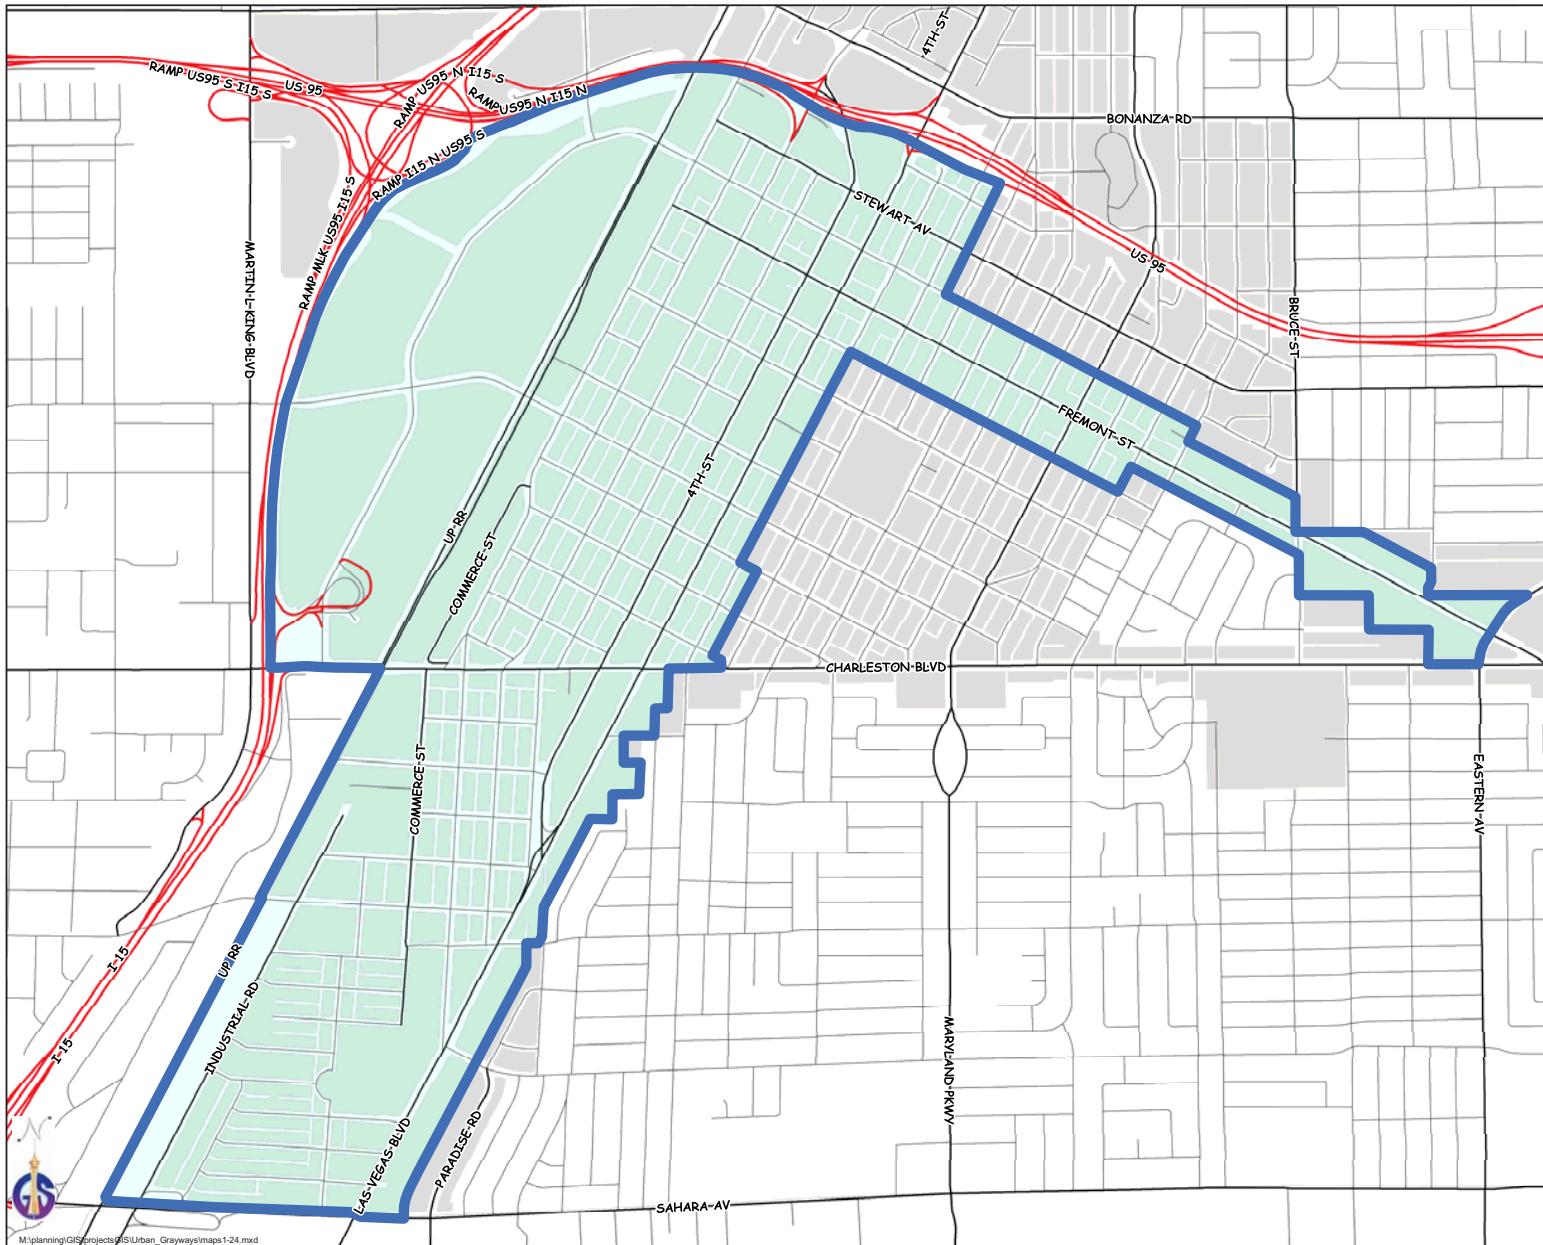 4TH-ST
RAMP US95 S I15 S
US 95
RAMP US95 N I15 S
RAMPUS95 N I15 N
BONANZA RD
RAMP I15 N US95 S
RAMP MLK US95 I15 S
STEWART AV
MARTIN-L-KING-BLVD
US 95
BRUCE-ST
FREMONT-ST
4TH-ST
UP-RR
COMMERCE-ST
CHARLESTON-BLVD
COMMERCE-ST
EASTERN-AV
I-15
UP RR
INDUSTRIAL-RD
I-15
MARYLAND-PKWY
LAS-VEGAS-BLVD
PARADISE-RD
SAHARA-AV
N
GIS
M:\planning\GIS\projectsGIS\Urban_Grayways\maps1-24.mxd